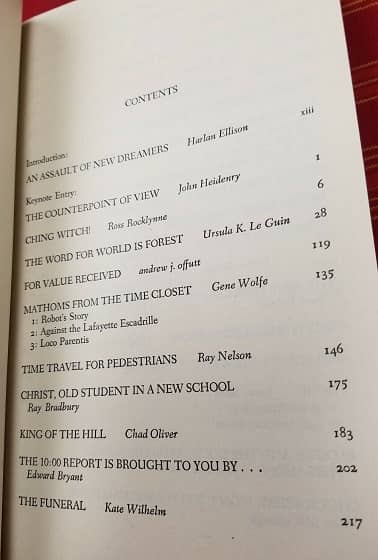 CONTENTS
Introduction:
AN ASSAULT OF NEW DREAMERS Harlan Ellison xiii
Keynote Entry:
THE COUNTERPOINT OF VIEW John Heidenry 1
CHING WITCH! Ross Rocklynne 6
THE WORD FOR WORLD IS FOREST Ursula K. Le Guin 28
FOR VALUE RECEIVED andrew j. offutt 119
MATHOMS FROM THE TIME CLOSET Gene Wolfe 135
1: Robot's Story
2: Against the Lafayette Escadrille
3: Loco Parentis
TIME TRAVEL FOR PEDESTRIANS Ray Nelson 146
CHRIST, OLD STUDENT IN A NEW SCHOOL 175
Ray Bradbury
KING OF THE HILL Chad Oliver 183
THE 10:00 REPORT IS BROUGHT TO YOU BY . . . 202
Edward Bryant
THE FUNERAL Kate Wilhelm 217